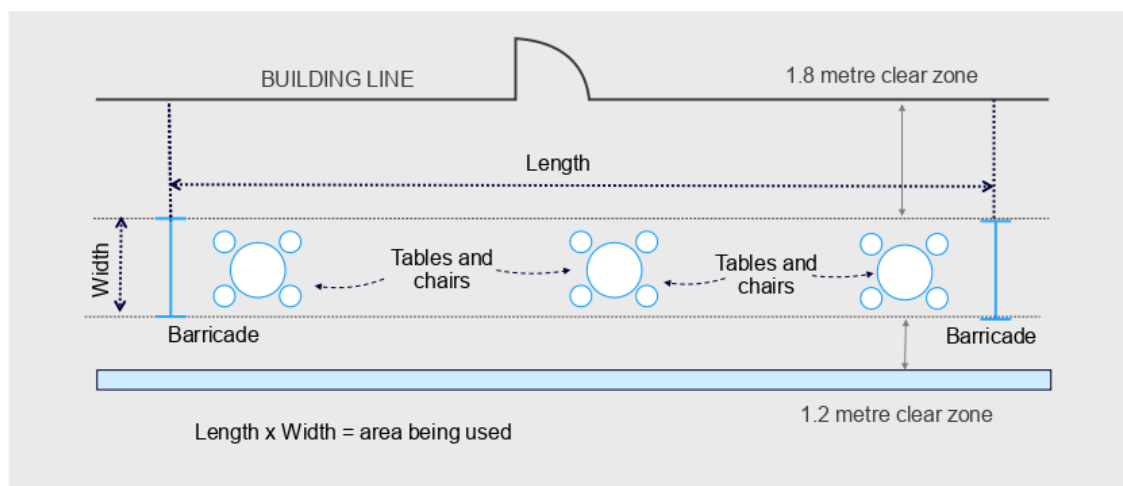 BUILDING LINE
1.8 metre clear zone
Length
Width
Tables and
chairs
Tables and
chairs
Barricade
Barricade
1.2 metre clear zone
Length x Width = area being used